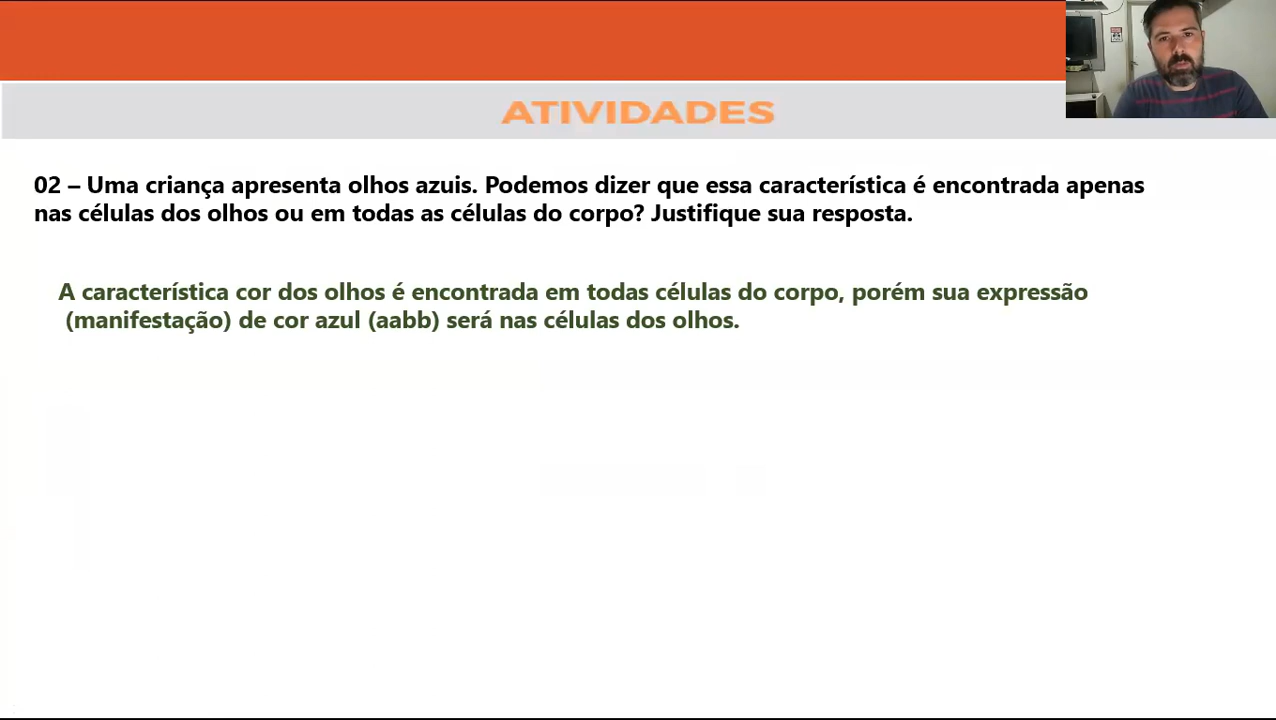 ATIVIDADES
02 – Uma criança apresenta olhos azuis. Podemos dizer que essa característica é encontrada apenas
nas células dos olhos ou em todas as células do corpo? Justifique sua resposta.
A característica cor dos olhos é encontrada em todas células do corpo, porém sua expressão
(manifestação) de cor azul (aabb) será nas células dos olhos.